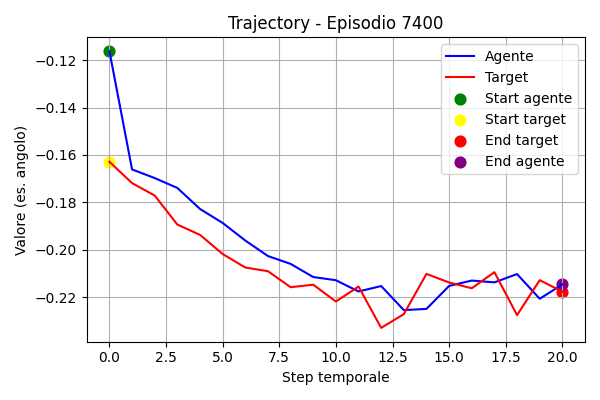 Trajectory - Episodio 7400
Agente
Target
Start agente
Start target
End target
End agente
Valore (es. angolo)
−0.12
−0.14
−0.16
−0.18
−0.20
−0.22
0.0 2.5 5.0 7.5 10.0 12.5 15.0 17.5 20.0
Step temporale